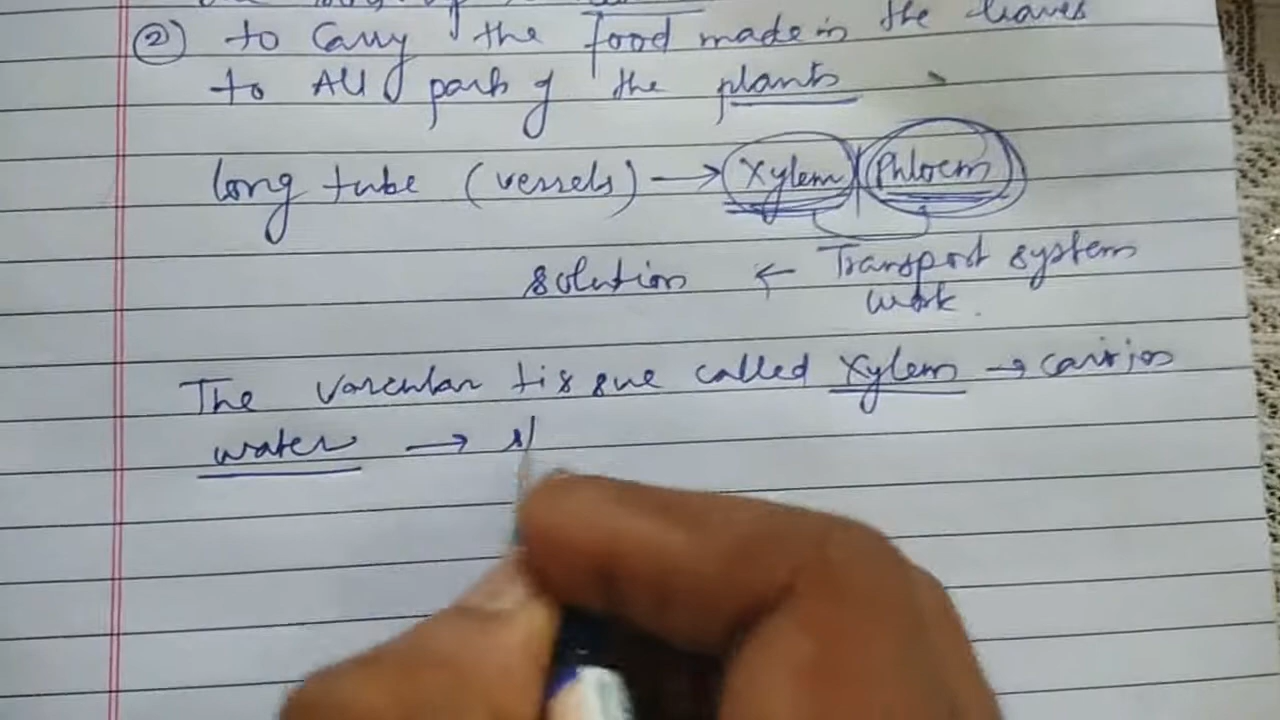 ② to carry the food made in the leaves
to All parts of the plants
long tube (vessels) → Xylem Phloem
solution ← Transport system
work.
The vascular tissue called Xylem → carries
water →